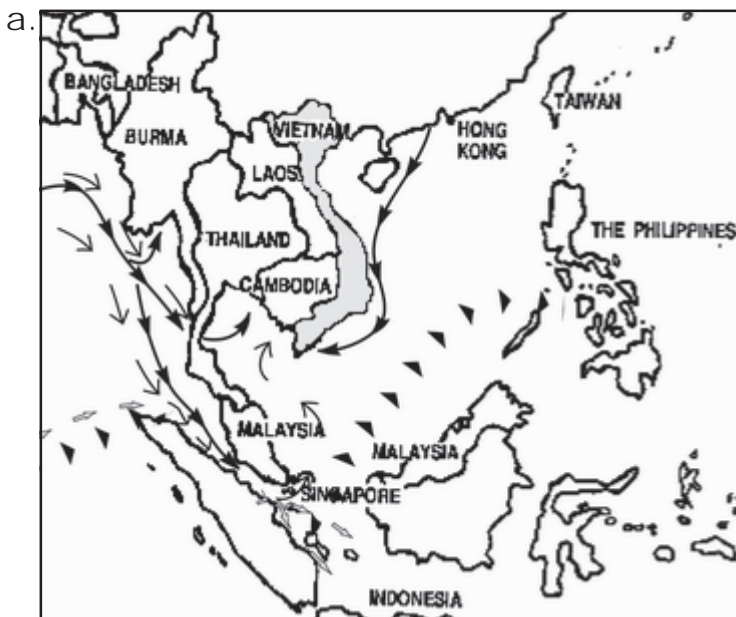 a.
BANGLADESH
BURMA
VIETNAM
LAOS
HONG
KONG
TAIWAN
THAILAND
THE PHILIPPINES
CAMBODIA
MALAYSIA
MALAYSIA
SINGAPORE
INDONESIA